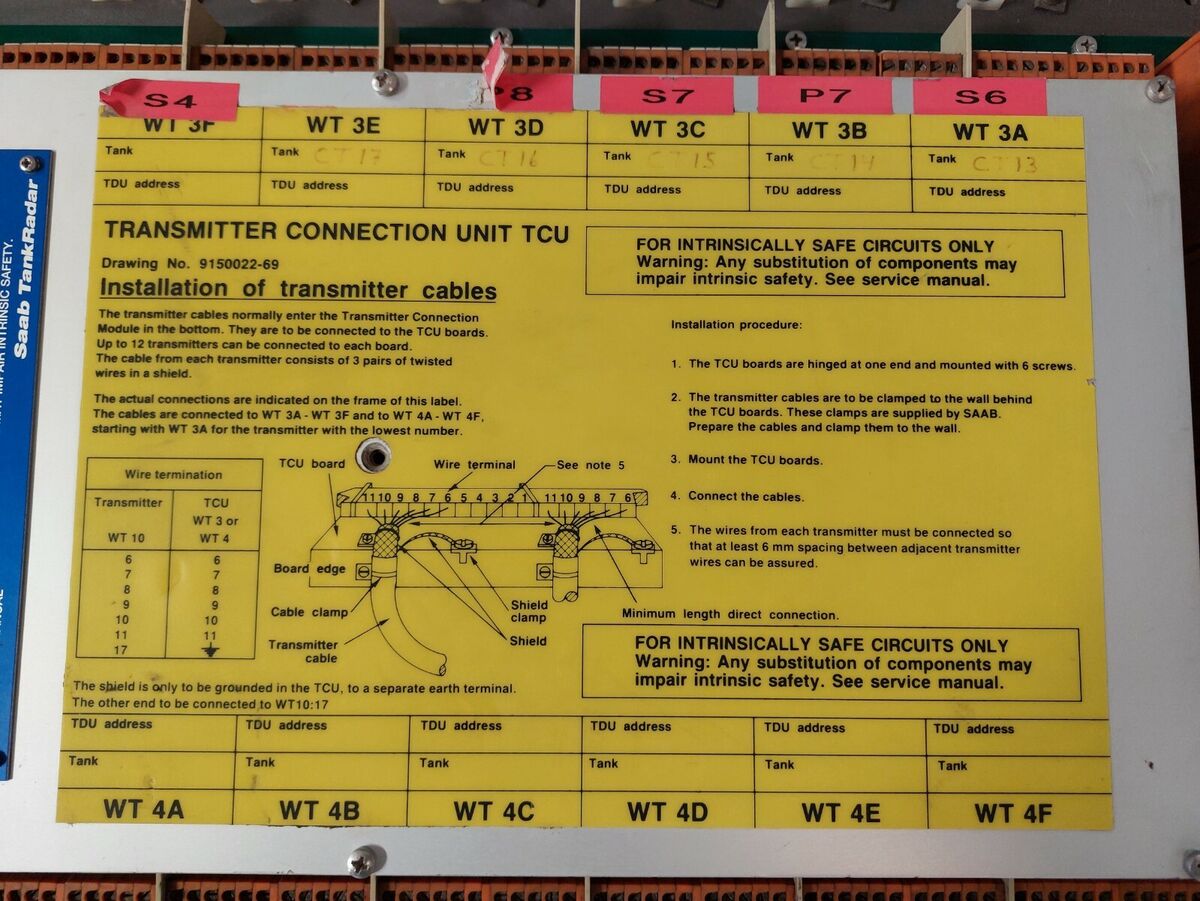 S4
P8
S7
P7
S6
WT 3F
WT 3E
WT 3D
WT 3C
WT 3B
WT 3A
Tank
Tank CT 17
Tank CT 16
Tank CT 15
Tank CT 14
Tank CT 13
TDU address
TDU address
TDU address
TDU address
TDU address
TDU address
Saab TankRadar
INTRINSIC SAFETY.
TRANSMITTER CONNECTION UNIT TCU
Drawing No. 9150022-69
Installation of transmitter cables
The transmitter cables normally enter the Transmitter Connection
Module in the bottom. They are to be connected to the TCU boards.
Up to 12 transmitters can be connected to each board.
The cable from each transmitter consists of 3 pairs of twisted
wires in a shield.
The actual connections are indicated on the frame of this label.
The cables are connected to WT 3A - WT 3F and to WT 4A - WT 4F,
starting with WT 3A for the transmitter with the lowest number.
FOR INTRINSICALLY SAFE CIRCUITS ONLY
Warning: Any substitution of components may
impair intrinsic safety. See service manual.
Installation procedure:
1. The TCU boards are hinged at one end and mounted with 6 screws.
2. The transmitter cables are to be clamped to the wall behind
the TCU boards. These clamps are supplied by SAAB.
Prepare the cables and clamp them to the wall.
3. Mount the TCU boards.
4. Connect the cables.
5. The wires from each transmitter must be connected so
that at least 6 mm spacing between adjacent transmitter
wires can be assured.
Wire termination
Transmitter TCU
WT 3 or
WT 10 WT 4
6 6
7 7
8 8
9 9
10 10
11 11
17
TCU board
Wire terminal
See note 5
11 10 9 8 7 6 5 4 3 2 1 11 10 9 8 7 6
Board edge
Cable clamp
Transmitter
cable
Shield
clamp
Shield
Minimum length direct connection.
The shield is only to be grounded in the TCU, to a separate earth terminal.
The other end to be connected to WT10:17
FOR INTRINSICALLY SAFE CIRCUITS ONLY
Warning: Any substitution of components may
impair intrinsic safety. See service manual.
TDU address
TDU address
TDU address
TDU address
TDU address
TDU address
Tank
Tank
Tank
Tank
Tank
Tank
WT 4A
WT 4B
WT 4C
WT 4D
WT 4E
WT 4F